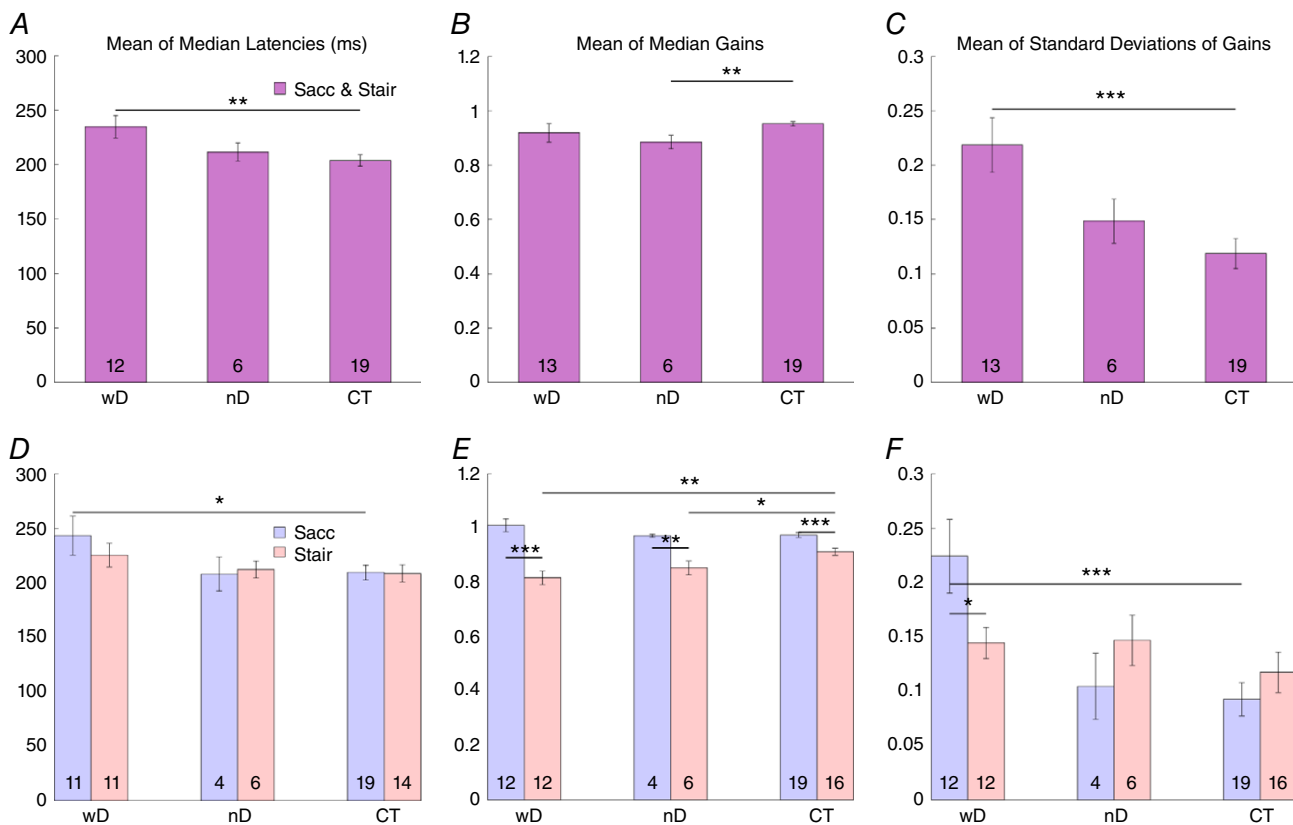 A
Mean of Median Latencies (ms)
300
250
200
150
100
50
0
Sacc & Stair
**
12
6
19
wD
nD
CT
B
Mean of Median Gains
1.2
1
0.8
0.6
0.4
0.2
0
**
13
6
19
wD
nD
CT
C
Mean of Standard Deviations of Gains
0.3
0.25
0.2
0.15
0.1
0.05
0
***
13
6
19
wD
nD
CT
D
300
250
200
150
100
50
0
*
Sacc
Stair
11
11
4
6
19
14
wD
nD
CT
E
1.2
1
0.8
0.6
0.4
0.2
0
**
*
***
***
**
12
12
4
6
19
16
wD
nD
CT
F
0.3
0.25
0.2
0.15
0.1
0.05
0
***
*
12
12
4
6
19
16
wD
nD
CT